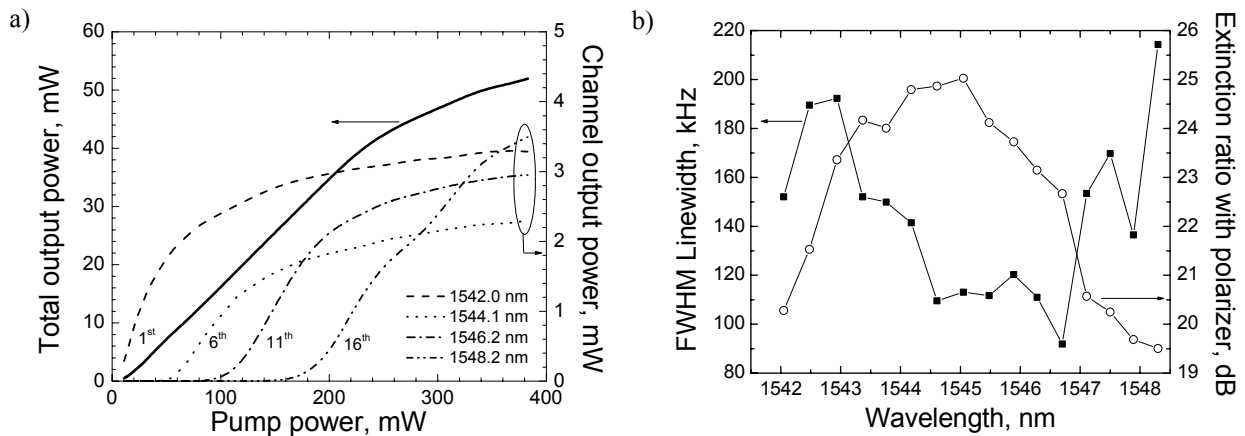 a)
Total output power, mW
60
50
40
30
20
10
0
5
4
3
2
1
0
Channel output power, mW
1st
6th
11th
16th
1542.0 nm
1544.1 nm
1546.2 nm
1548.2 nm
0 100 200 300 400
Pump power, mW
b)
FWHM Linewidth, kHz
220
200
180
160
140
120
100
80
26
25
24
23
22
21
20
19
Extinction ratio with polarizer, dB
1542 1543 1544 1545 1546 1547 1548
Wavelength, nm